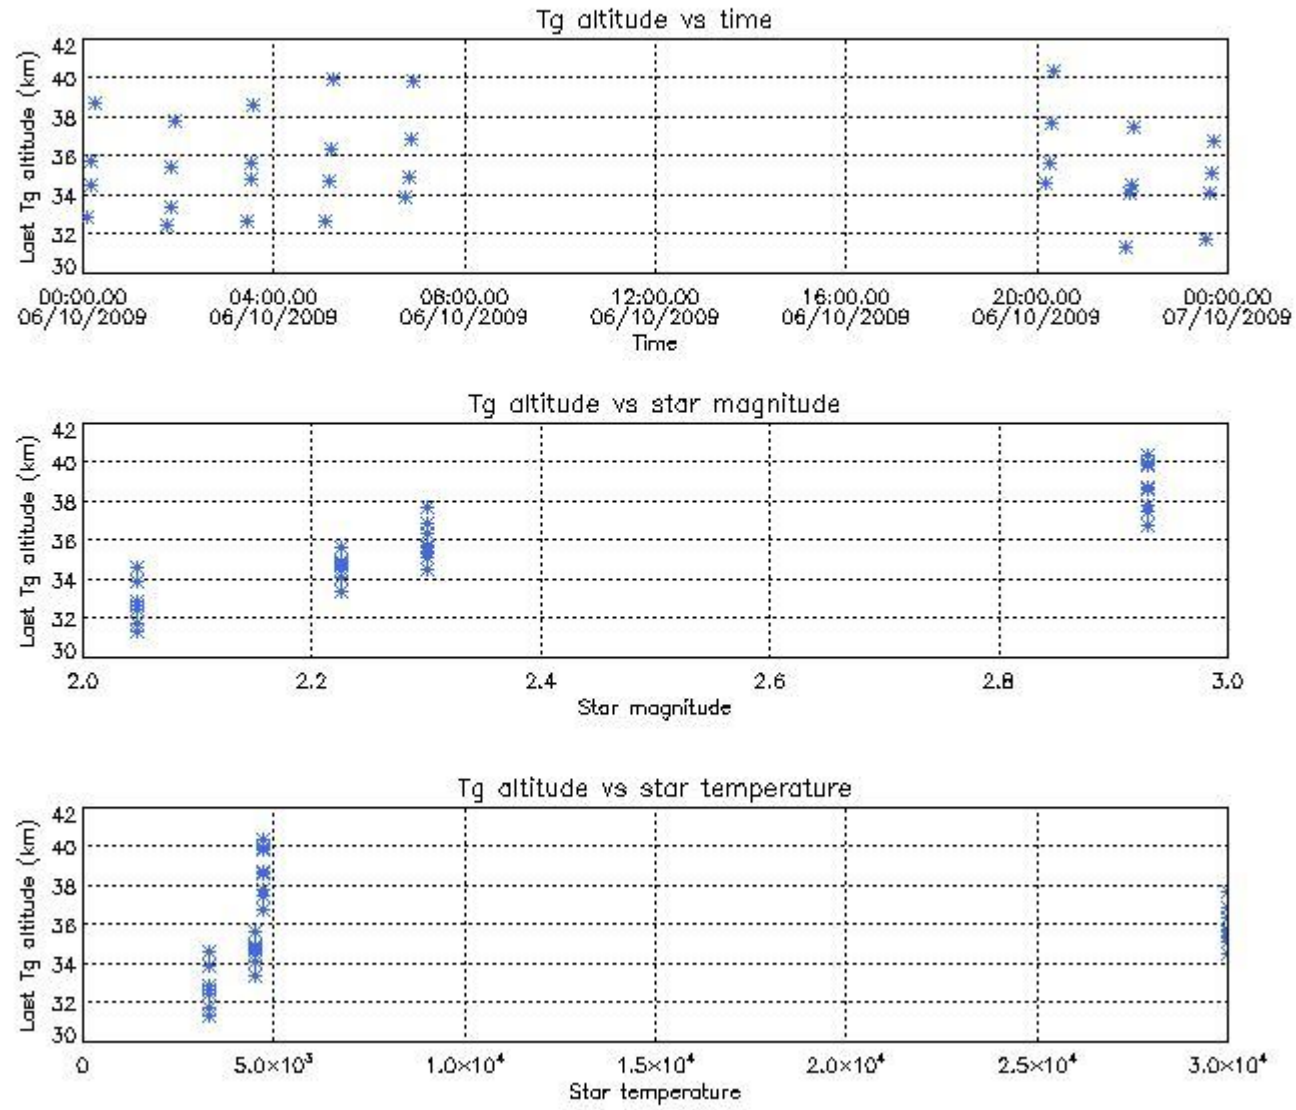 Tg altitude vs time
Last Tg altitude (km)
42
40
38
36
34
32
30
00:00.00 04:00.00 08:00.00 12:00.00 16:00.00 20:00.00 00:00.00
06/10/2009 06/10/2009 06/10/2009 06/10/2009 06/10/2009 06/10/2009 07/10/2009
Time
Tg altitude vs star magnitude
Last Tg altitude (km)
42
40
38
36
34
32
30
2.0 2.2 2.4 2.6 2.8 3.0
Star magnitude
Tg altitude vs star temperature
Last Tg altitude (km)
42
40
38
36
34
32
30
0 5.0×10³ 1.0×10⁴ 1.5×10⁴ 2.0×10⁴ 2.5×10⁴ 3.0×10⁴
Star temperature